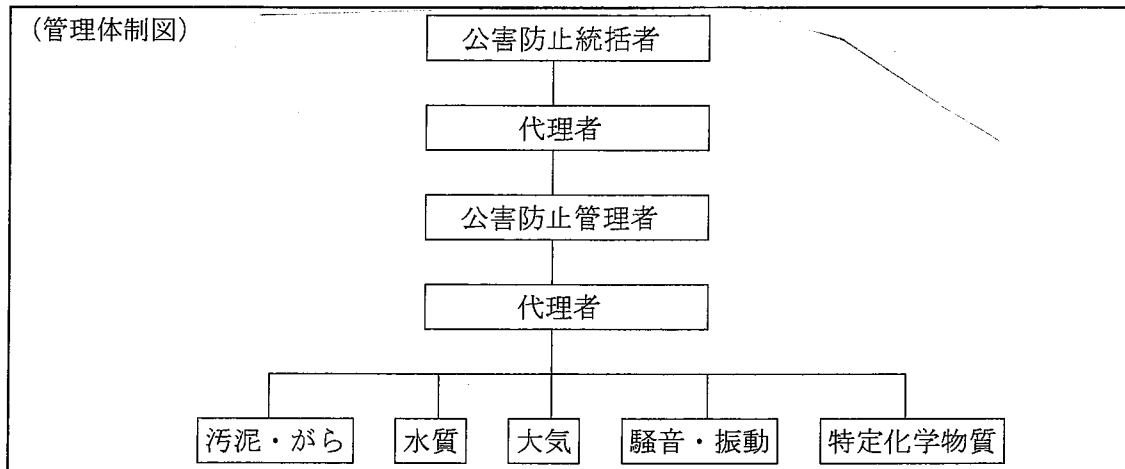 (管理体制図)
公害防止統括者
代理者
公害防止管理者
代理者
汚泥・がら 水質 大気 騒音・振動 特定化学物質